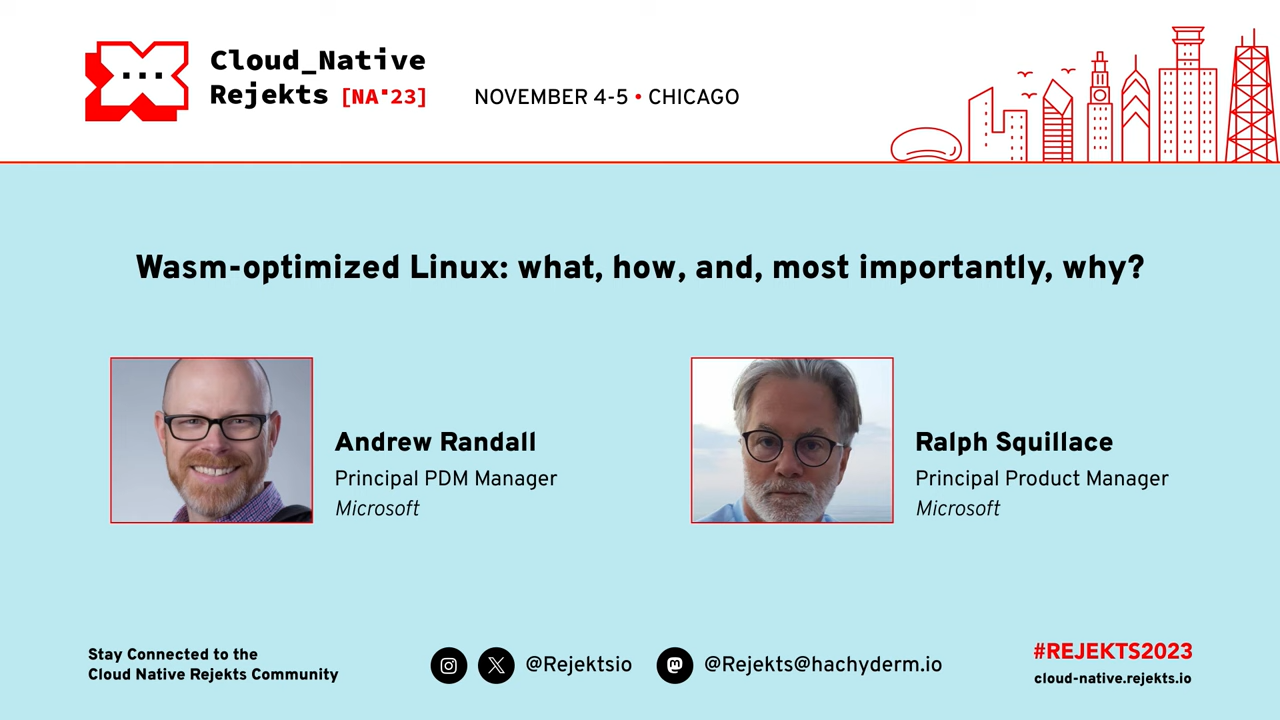 Cloud_Native
Rejekts [NA'23]
NOVEMBER 4-5 • CHICAGO
Wasm-optimized Linux: what, how, and, most importantly, why?
Andrew Randall
Principal PDM Manager
Microsoft
Ralph Squillace
Principal Product Manager
Microsoft
Stay Connected to the
Cloud Native Rejekts Community
@Rejektsio
@Rejekts@hachyderm.io
#REJEKTS2023
cloud-native.rejekts.io